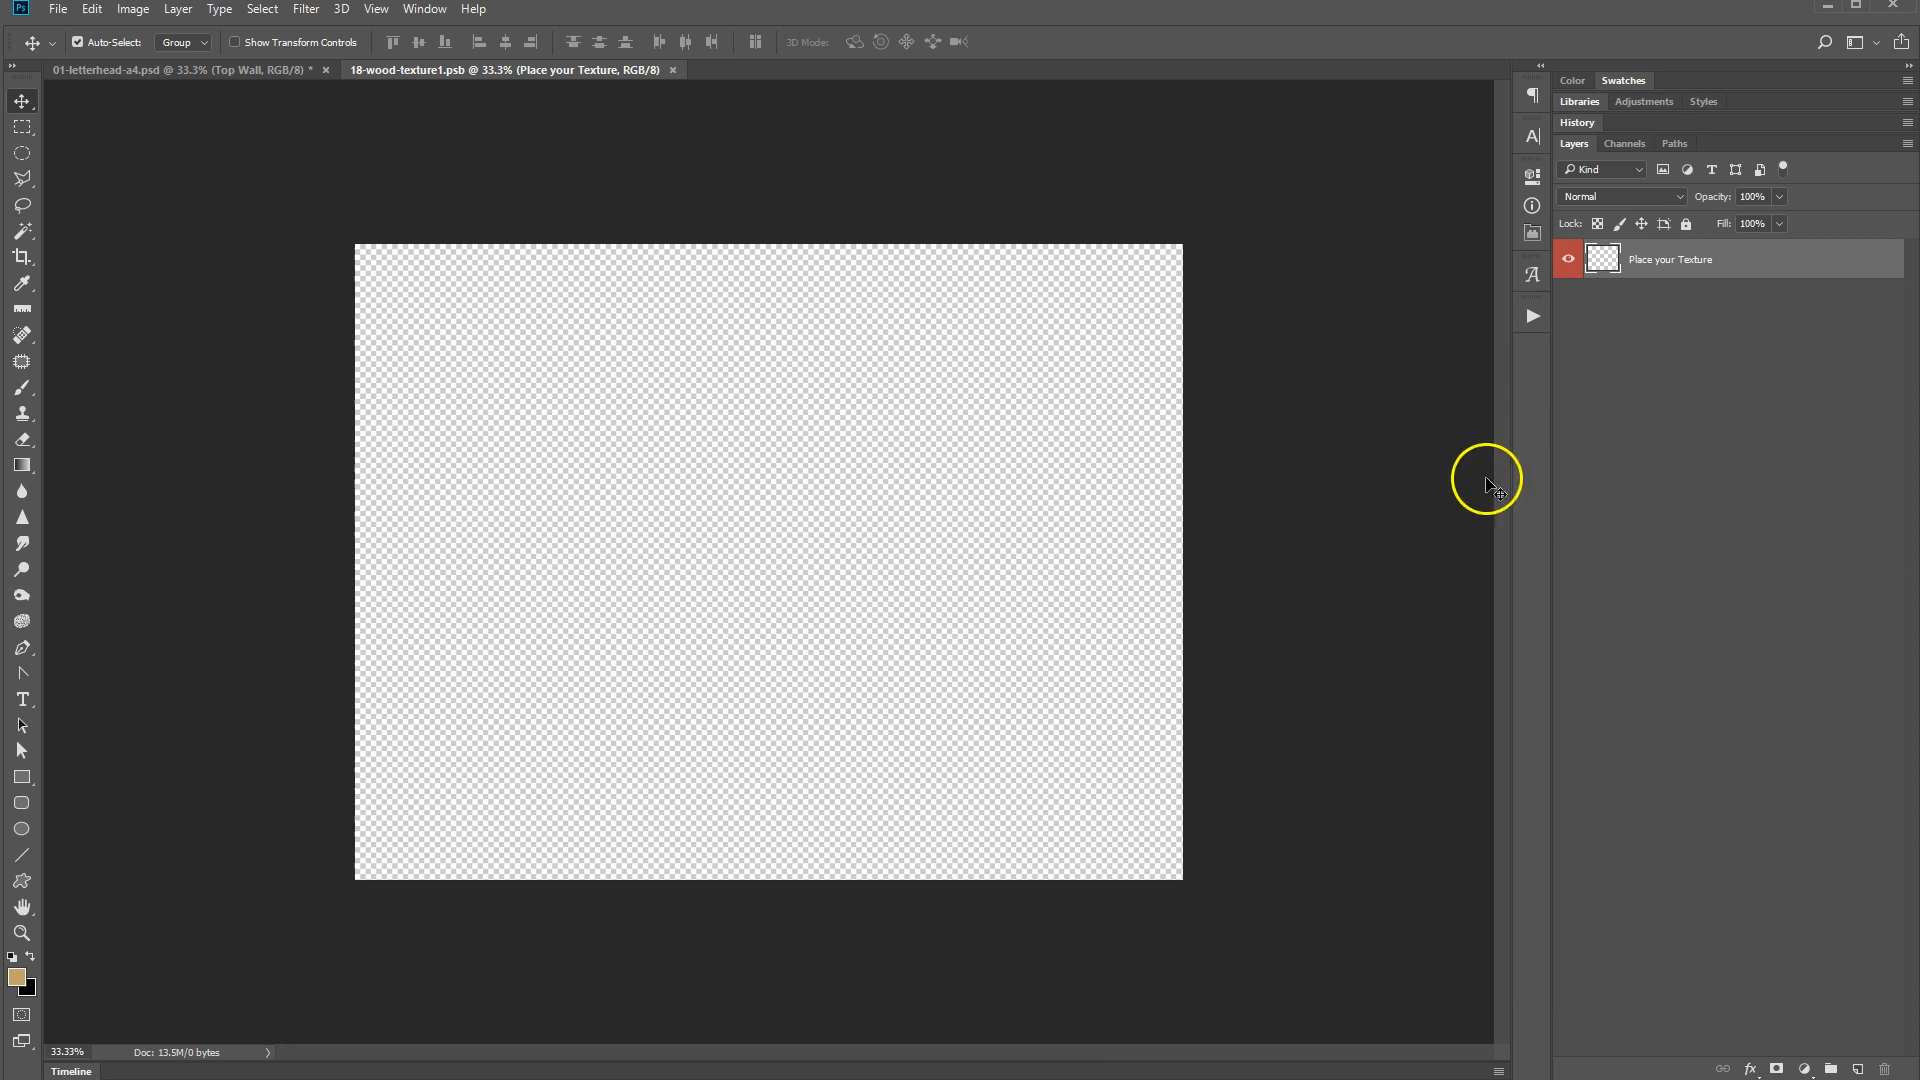 Ps File Edit Image Layer Type Select Filter 3D View Window Help
Auto-Select: Group Show Transform Controls 3D Mode:
01-letterhead-a4.psd @ 33.3% (Top Wall, RGB/8) * × 18-wood-texture1.psb @ 33.3% (Place your Texture, RGB/8) ×
Color Swatches
Libraries Adjustments Styles
History
Layers Channels Paths
Kind
Normal Opacity: 100%
Lock: Fill: 100%
Place your Texture
33.33% Doc: 13.5M/0 bytes
Timeline
fx